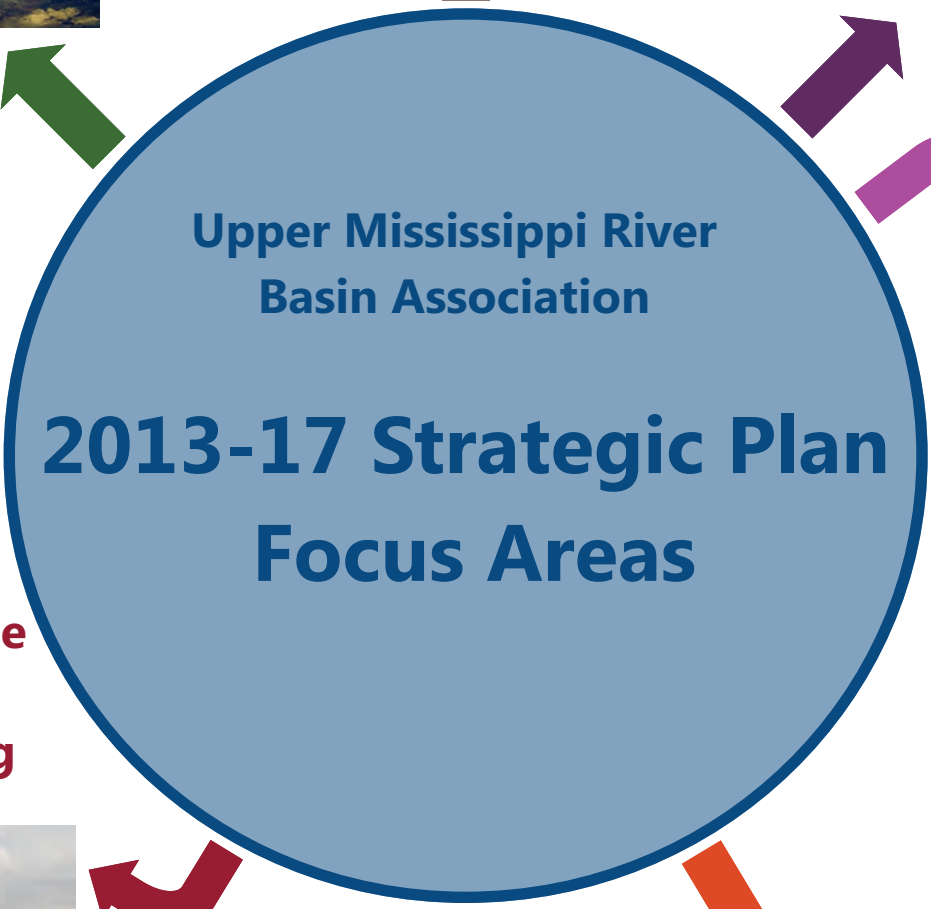 Upper Mississippi River
Basin Association
2013-17 Strategic Plan
Focus Areas
e
g